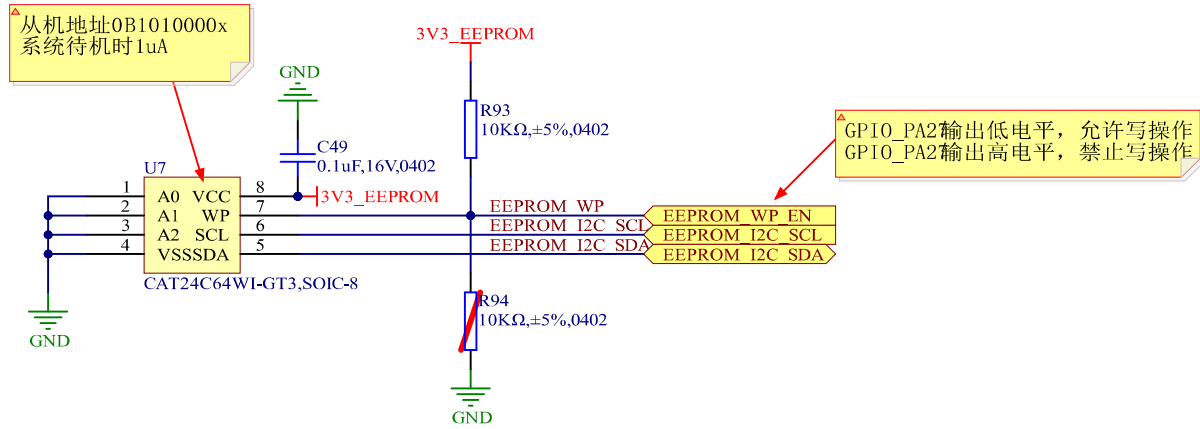 从机地址0B1010000x
系统待机时1uA
3V3_EEPROM
GND
R93
10KΩ,±5%,0402
GPIO_PA27输出低电平，允许写操作
GPIO_PA27输出高电平，禁止写操作
C49
0.1uF,16V,0402
U7
1 A0 VCC 8
3V3_EEPROM
2 A1 WP 7
EEPROM_WP
EEPROM_WP_EN
3 A2 SCL 6
EEPROM_I2C_SCL
EEPROM_I2C_SCL
4 VSSSDA 5
EEPROM_I2C_SDA
EEPROM_I2C_SDA
CAT24C64WI-GT3,SOIC-8
R94
10KΩ,±5%,0402
GND
GND